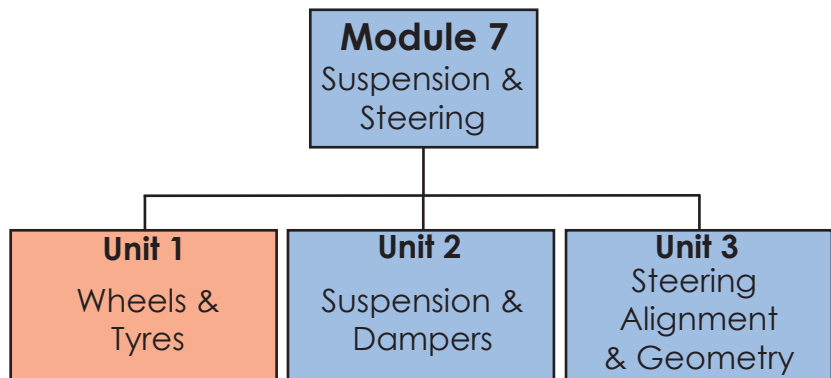 Module 7
Suspension &
Steering
Unit 1
Wheels &
Tyres
Unit 2
Suspension &
Dampers
Unit 3
Steering
Alignment
& Geometry